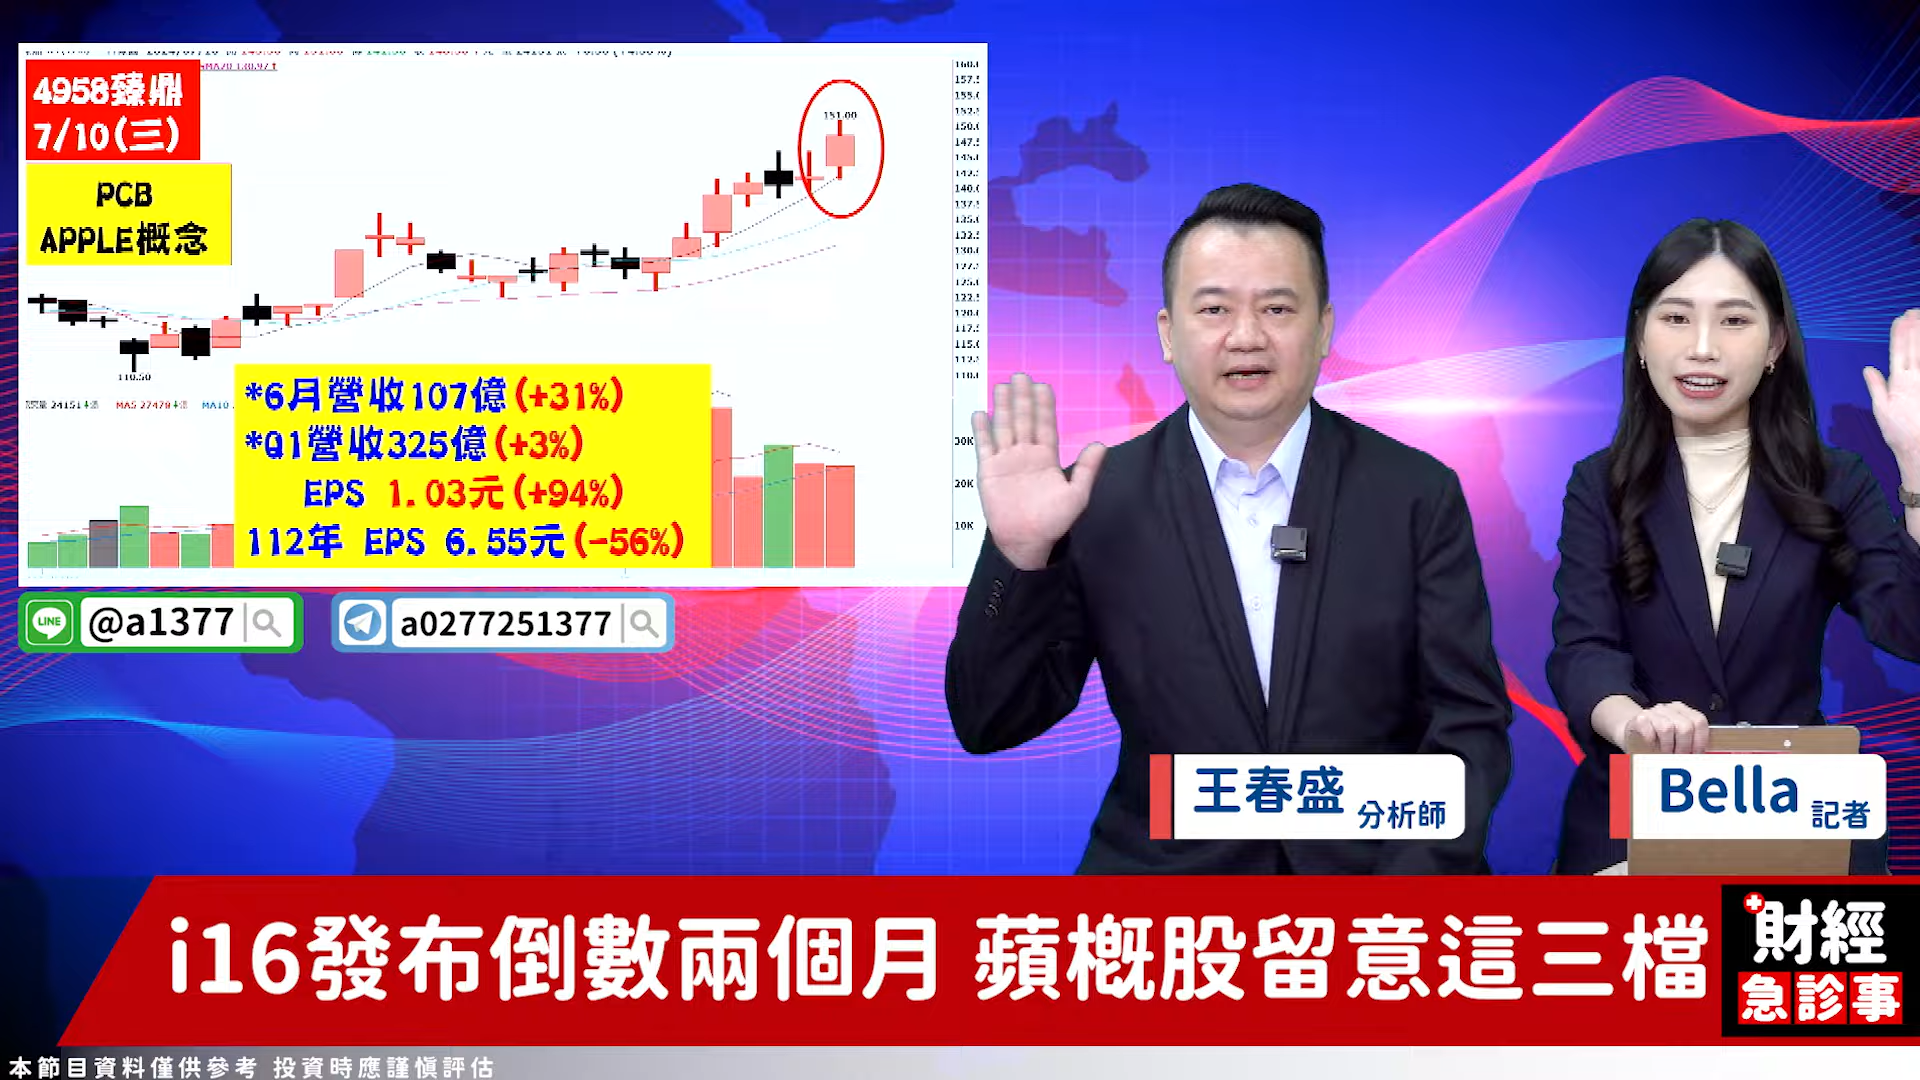 4958臻鼎
7/10(三)
PCB
APPLE概念
151.00
110.50
*6月營收107億(+31%)
*Q1營收325億(+3%)
EPS 1.03元(+94%)
112年 EPS 6.55元(-56%)
LINE
@a1377
a0277251377
王春盛 分析師
Bella 記者
i16發布倒數兩個月 蘋概股留意這三檔
財經
急診事
本節目資料僅供參考 投資時應謹慎評估